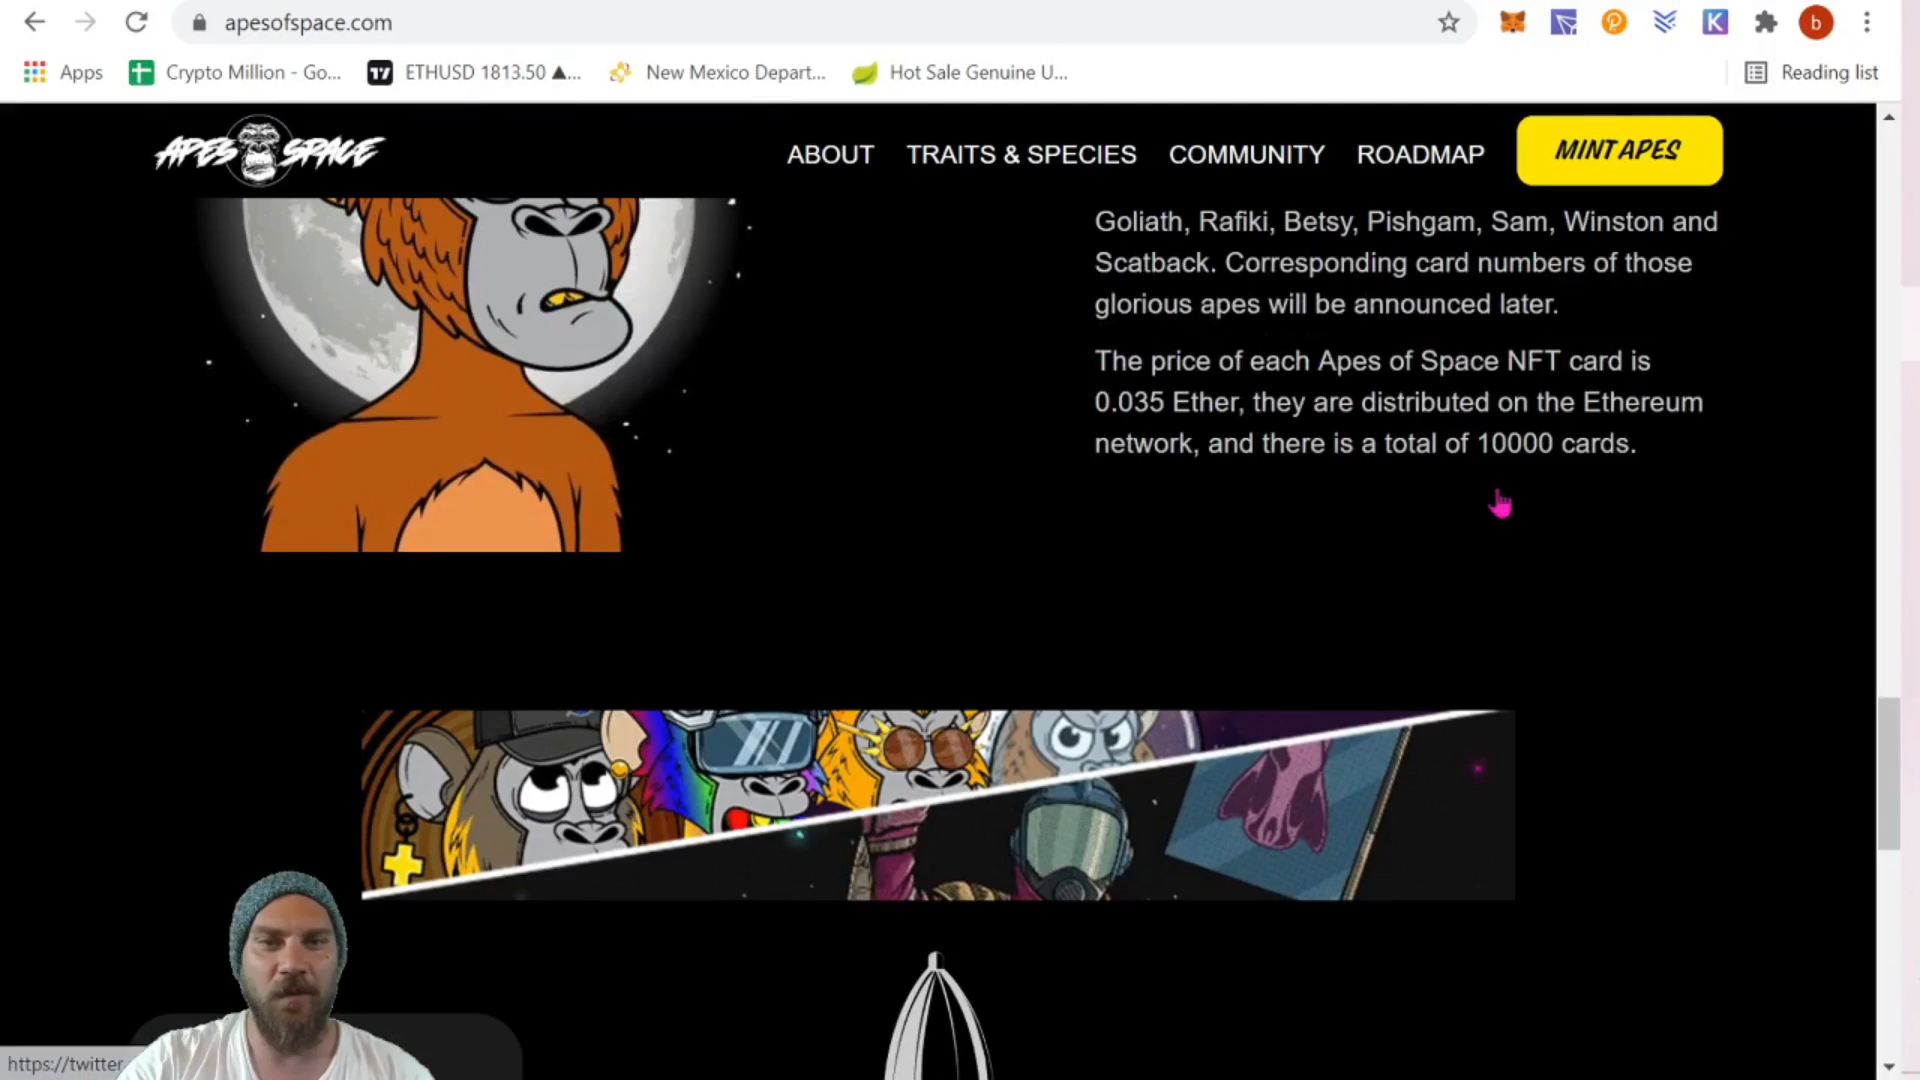 apesofspace.com
b
Apps
Crypto Million - Go...
ETHUSD 1813.50 ▲...
New Mexico Depart...
Hot Sale Genuine U...
Reading list
APES SPACE
ABOUT
TRAITS & SPECIES
COMMUNITY
ROADMAP
MINT APES
Goliath, Rafiki, Betsy, Pishgam, Sam, Winston and
Scatback. Corresponding card numbers of those
glorious apes will be announced later.
The price of each Apes of Space NFT card is
0.035 Ether, they are distributed on the Ethereum
network, and there is a total of 10000 cards.
https://twitter